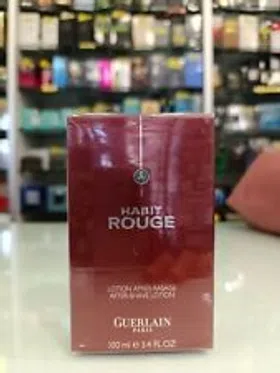 HABIT
ROUGE
LOTION APRÈS-RASAGE
AFTER SHAVE LOTION
GUERLAIN
PARIS
100 ml e 3.4 FL.OZ